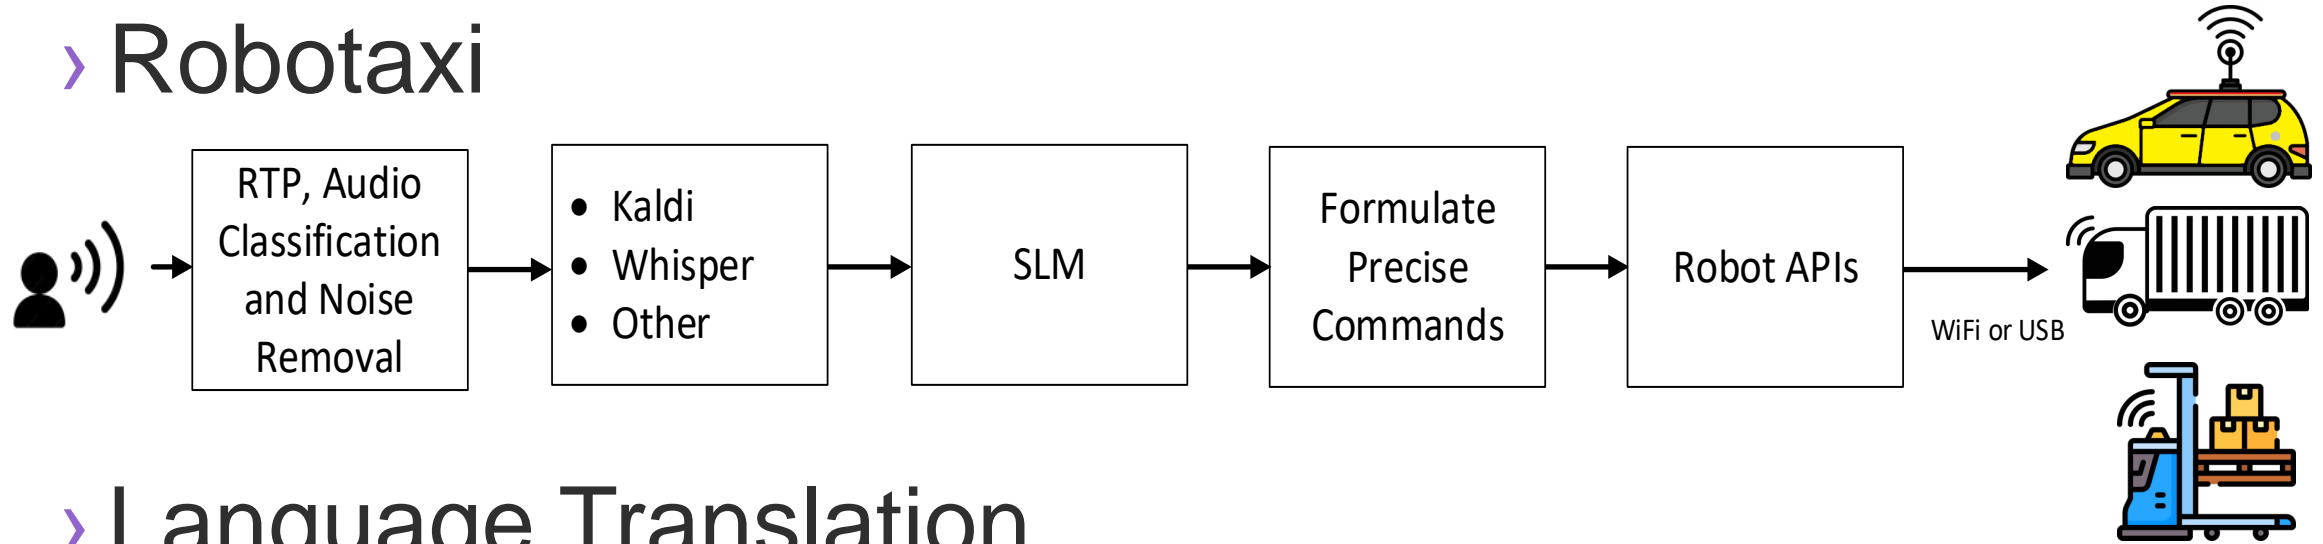 › Robotaxi
RTP, Audio
Classification
and Noise
Removal
• Kaldi
• Whisper
• Other
SLM
Formulate
Precise
Commands
Robot APIs
WiFi or USB
› Language Translation